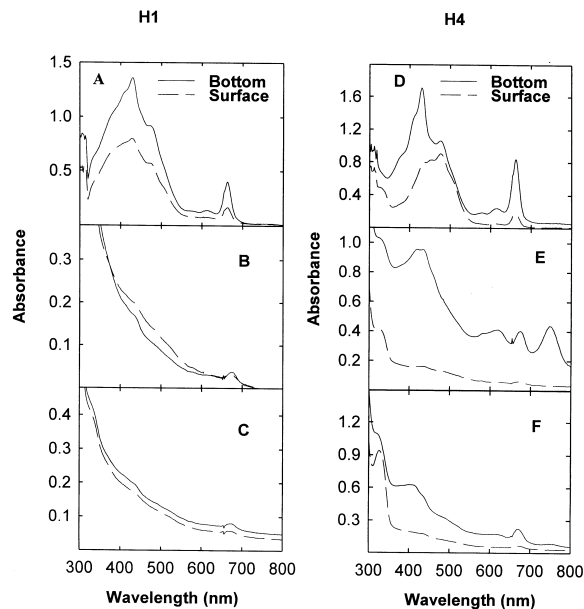 H1
H4
A
Bottom
Surface
1.5
1.0
0.5
D
Bottom
Surface
1.6
1.2
0.8
0.4
Absorbance
B
0.3
0.2
0.1
Absorbance
E
1.0
0.8
0.6
0.4
0.2
C
0.4
0.3
0.2
0.1
F
1.2
0.9
0.6
0.3
300 400 500 600 700 800
Wavelength (nm)
300 400 500 600 700 800
Wavelength (nm)